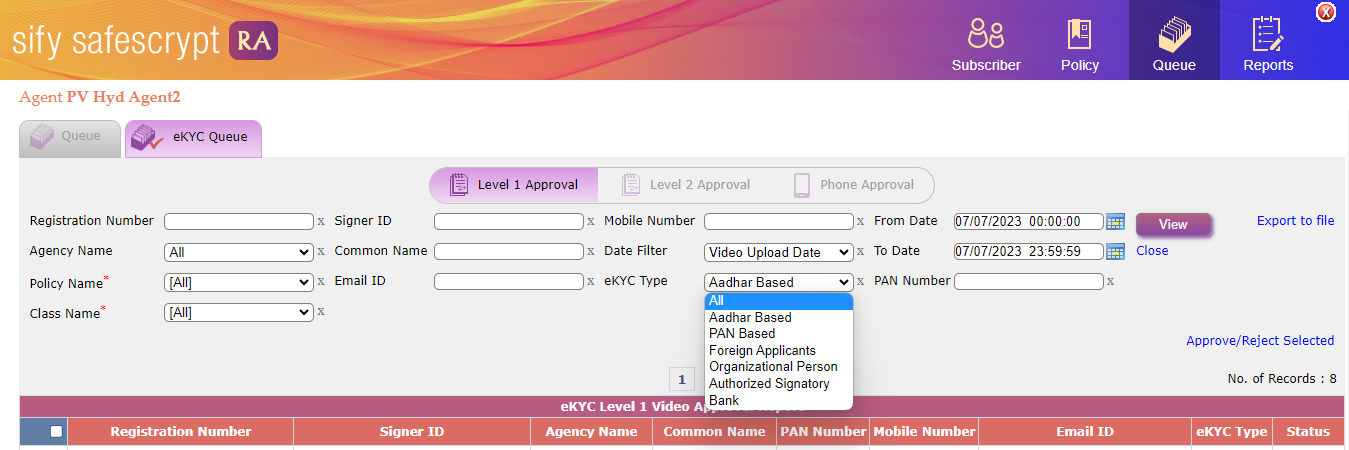 sify safescrypt RA
Subscriber Policy Queue Reports
X
Agent PV Hyd Agent2
Queue eKYC Queue
Level 1 Approval Level 2 Approval Phone Approval
Registration Number x Signer ID x Mobile Number x From Date 07/07/2023 00:00:00 View Export to file
Agency Name All x Common Name x Date Filter Video Upload Date x To Date 07/07/2023 23:59:59 Close
Policy Name* [All] x Email ID x eKYC Type Aadhar Based x PAN Number x
Class Name* [All] x
All
Aadhar Based
PAN Based
Foreign Applicants
Organizational Person
Authorized Signatory
Bank
Approve/Reject Selected
1 No. of Records : 8
eKYC Level 1 Video
Registration Number Signer ID Agency Name Common Name PAN Number Mobile Number Email ID eKYC Type Status